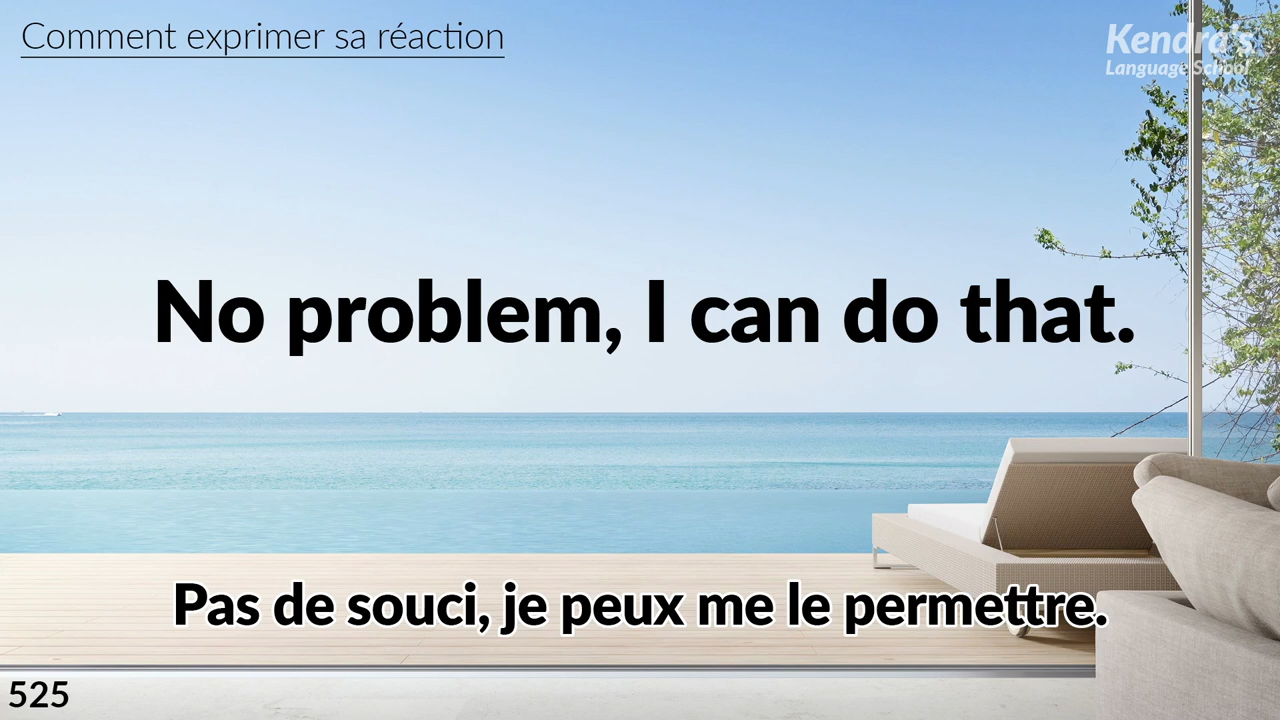 Comment exprimer sa réaction
Kendra's
Language School
No problem, I can do that.
Pas de souci, je peux me le permettre.
525